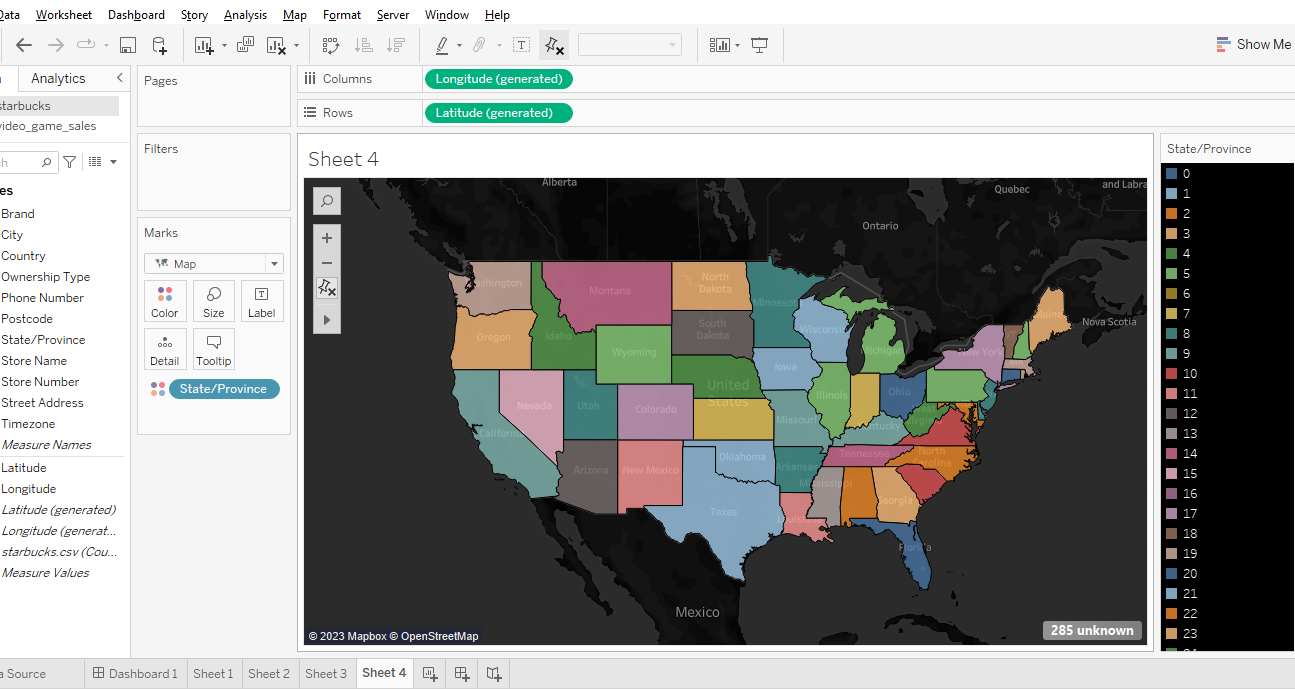 Data Worksheet Dashboard Story Analysis Map Format Server Window Help
Show Me
Analytics
starbucks
video_game_sales
Brand
City
Country
Ownership Type
Phone Number
Postcode
State/Province
Store Name
Store Number
Street Address
Timezone
Measure Names
Latitude
Longitude
Latitude (generated)
Longitude (generat...
starbucks.csv (Cou...
Measure Values
Pages
Filters
Marks
Map
Color Size Label
Detail Tooltip
State/Province
Columns Longitude (generated)
Rows Latitude (generated)
Sheet 4
Alberta
Quebec
and Labra
Ontario
Nova Scotia
Washington
Montana
North
Dakota
Minnesot
Maine
Oregon
Idaho
South
Dakota
Wisconsin
Wyoming
Michigan
New York
Iowa
United
States
Nevada
Utah
Colorado
Illinois
Ohio
Missouri
West
Virginia
California
Kentucky
Arizona
New Mexico
Oklahoma
Arkansas
Tennessee
North
Carolina
Mississippi
Georgia
Texas
Louisiana
Florida
Mexico
© 2023 Mapbox © OpenStreetMap
285 unknown
State/Province
0
1
2
3
4
5
6
7
8
9
10
11
12
13
14
15
16
17
18
19
20
21
22
23
24
a Source Dashboard 1 Sheet 1 Sheet 2 Sheet 3 Sheet 4